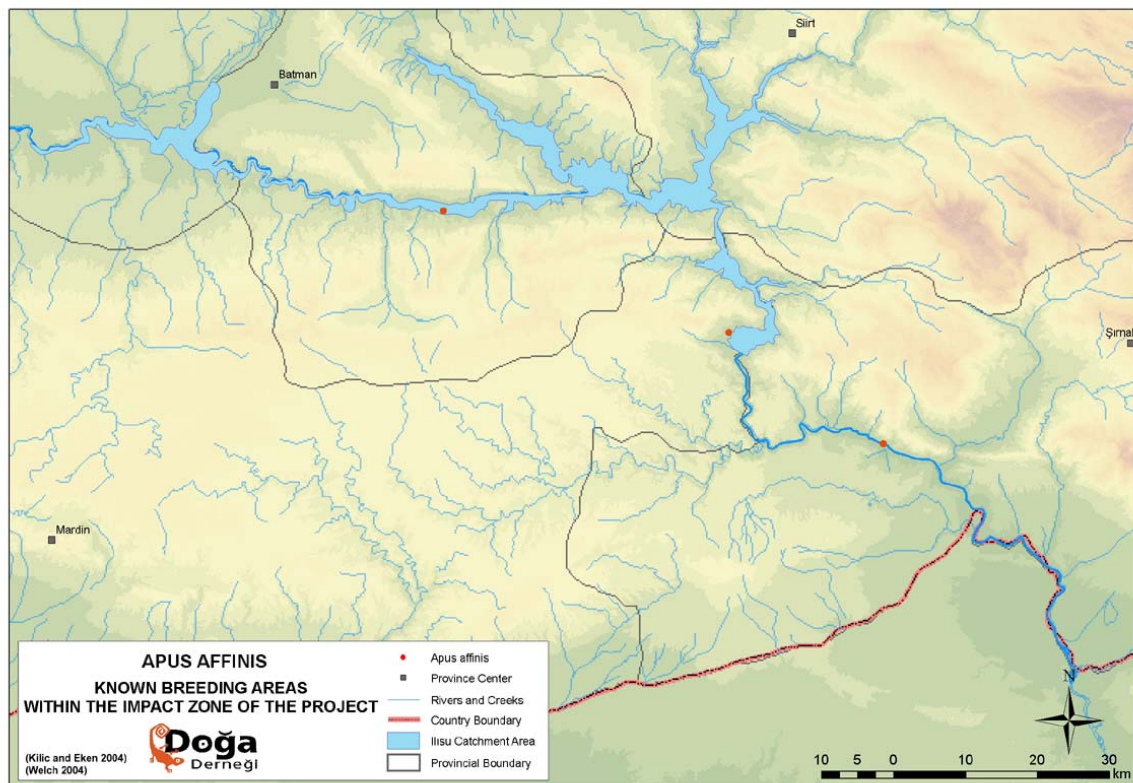 Siirt
Batman
Şırnak
Mardin
APUS AFFINIS
KNOWN BREEDING AREAS
WITHIN THE IMPACT ZONE OF THE PROJECT
(Kilic and Eken 2004)
(Welch 2004)
Doğa
Derneği
Apus affinis
Province Center
Rivers and Creeks
Country Boundary
Ilısu Catchment Area
Provincial Boundary
N
10 5 0 10 20 30
km